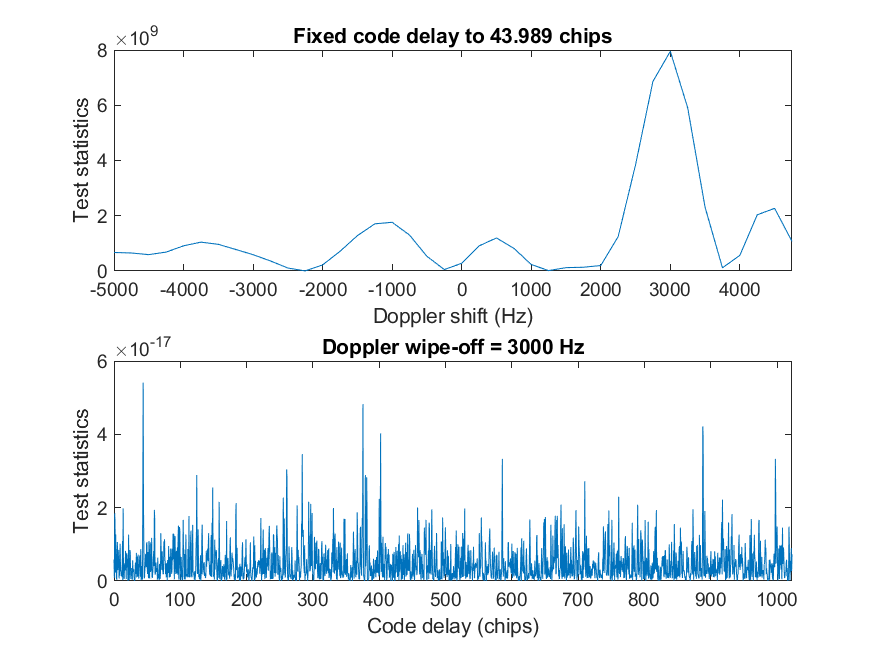 ×10⁹
Fixed code delay to 43.989 chips
8
6
4
2
0
Test statistics
-5000 -4000 -3000 -2000 -1000 0 1000 2000 3000 4000
Doppler shift (Hz)
×10⁻¹⁷
Doppler wipe-off = 3000 Hz
6
4
2
0
Test statistics
0 100 200 300 400 500 600 700 800 900 1000
Code delay (chips)